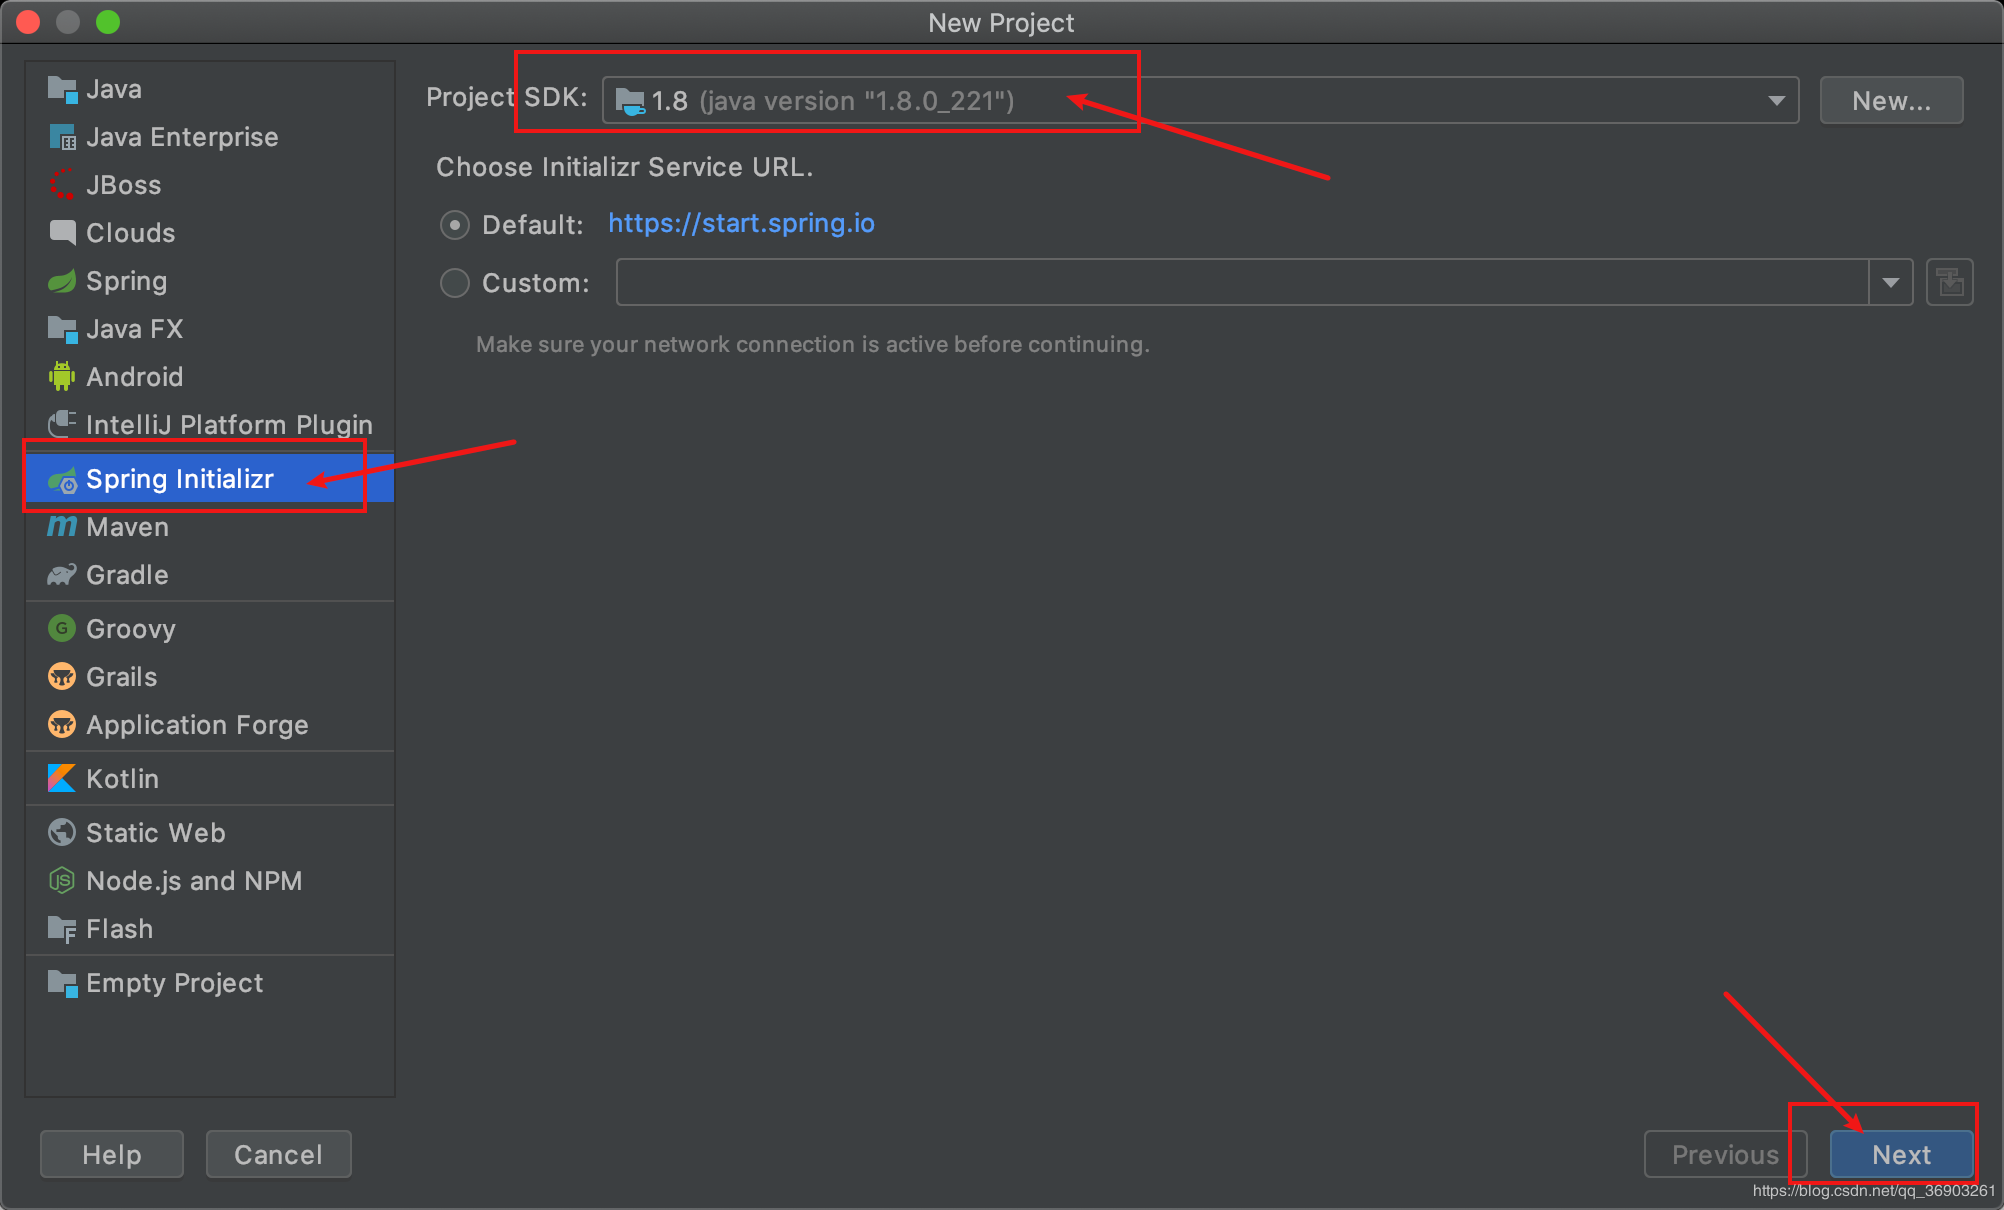 New Project
Java
Java Enterprise
JBoss
Clouds
Spring
Java FX
Android
IntelliJ Platform Plugin
Spring Initializr
Maven
Gradle
Groovy
Grails
Application Forge
Kotlin
Static Web
Node.js and NPM
Flash
Empty Project
Project SDK: 1.8 (java version "1.8.0_221") New...
Choose Initializr Service URL.
Default: https://start.spring.io
Custom:
Make sure your network connection is active before continuing.
Help Cancel Previous Next
https://blog.csdn.net/qq_36903261